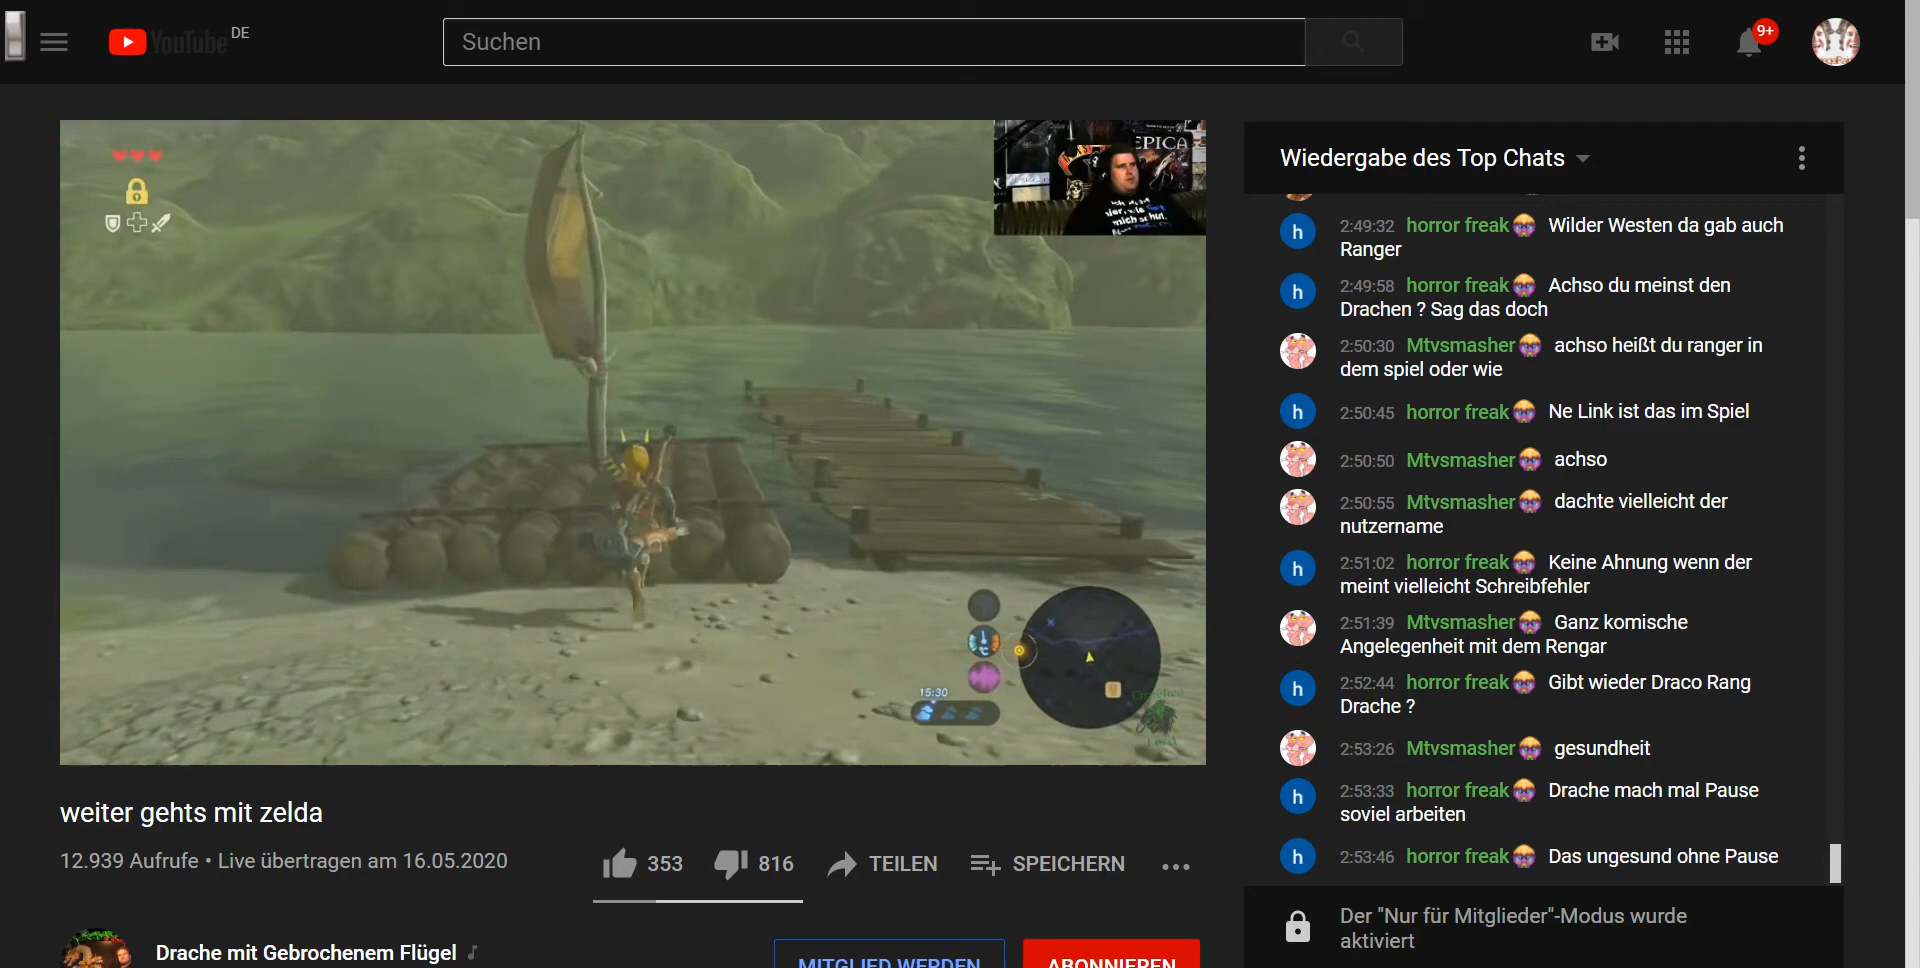 YouTube DE
Suchen
9+
EPICA
15:30
Wiedergabe des Top Chats
h 2:49:32 horror freak Wilder Westen da gab auch
Ranger
h 2:49:58 horror freak Achso du meinst den
Drachen ? Sag das doch
2:50:30 Mtvsmasher achso heißt du ranger in
dem spiel oder wie
h 2:50:45 horror freak Ne Link ist das im Spiel
2:50:50 Mtvsmasher achso
2:50:55 Mtvsmasher dachte vielleicht der
nutzername
h 2:51:02 horror freak Keine Ahnung wenn der
meint vielleicht Schreibfehler
2:51:39 Mtvsmasher Ganz komische
Angelegenheit mit dem Rengar
h 2:52:44 horror freak Gibt wieder Draco Rang
Drache ?
2:53:26 Mtvsmasher gesundheit
h 2:53:33 horror freak Drache mach mal Pause
soviel arbeiten
h 2:53:46 horror freak Das ungesund ohne Pause
Der "Nur für Mitglieder"-Modus wurde
aktiviert
weiter gehts mit zelda
12.939 Aufrufe • Live übertragen am 16.05.2020
353 816 TEILEN SPEICHERN
Drache mit Gebrochenem Flügel
MITGLIED WERDEN ABONNIEREN